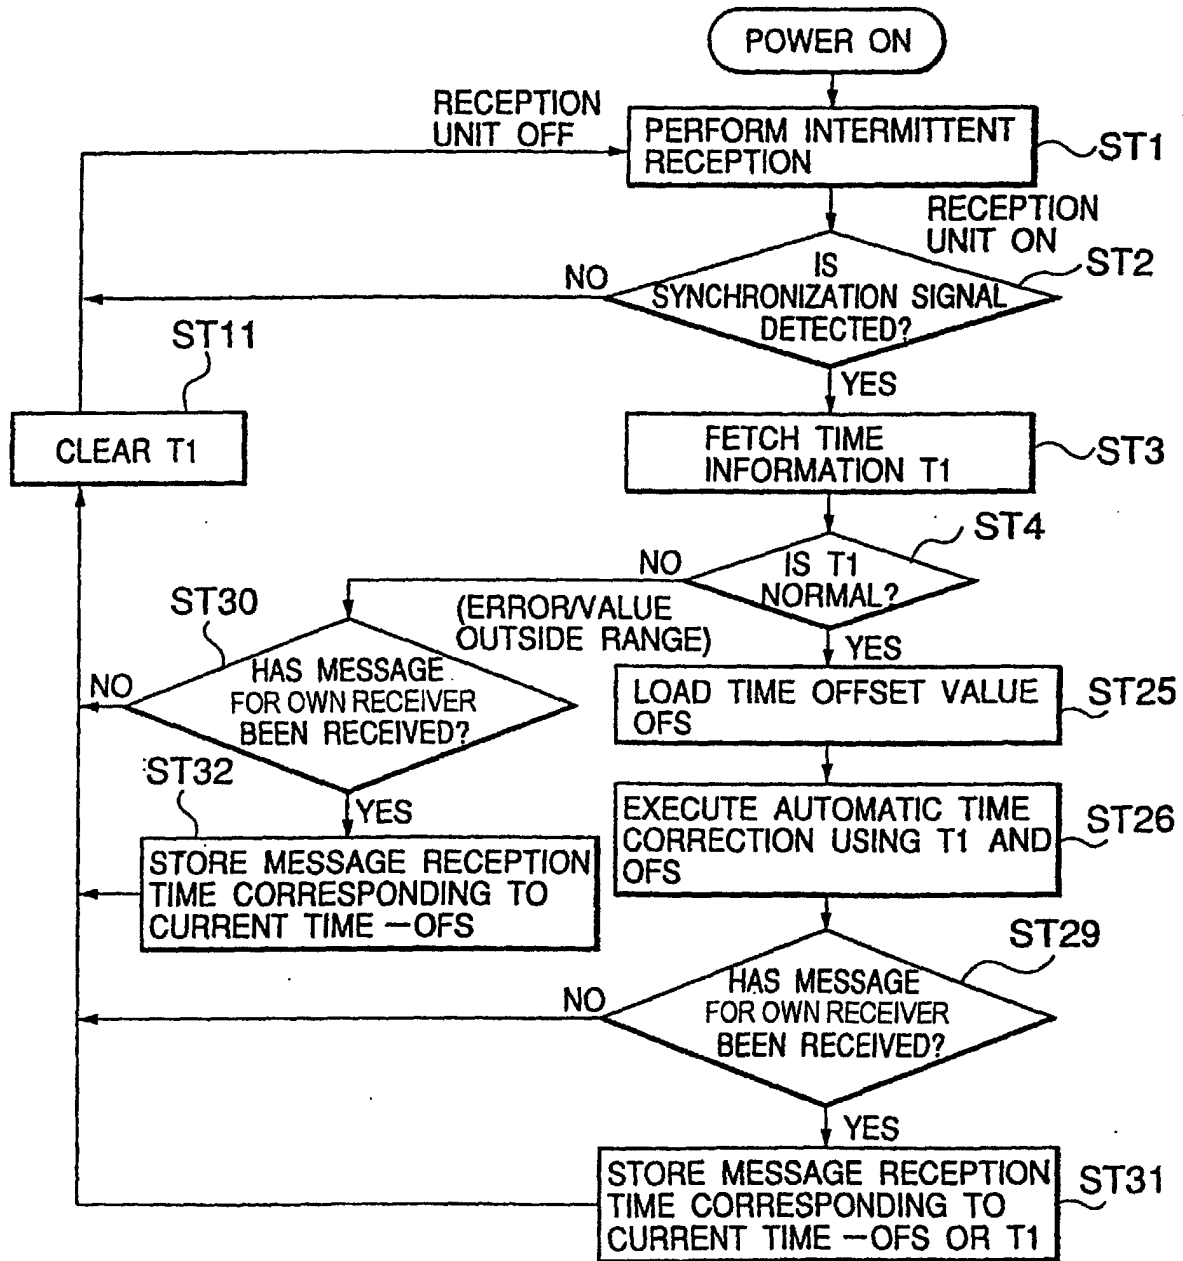 POWER ON
RECEPTION
UNIT OFF
PERFORM INTERMITTENT
RECEPTION
ST1
RECEPTION
UNIT ON
IS
SYNCHRONIZATION SIGNAL
DETECTED?
ST2
NO
YES
ST11
CLEAR T1
FETCH TIME
INFORMATION T1
ST3
IS T1
NORMAL?
ST4
NO
(ERROR/VALUE
OUTSIDE RANGE)
YES
ST30
HAS MESSAGE
FOR OWN RECEIVER
BEEN RECEIVED?
NO
YES
LOAD TIME OFFSET VALUE
OFS
ST25
ST32
STORE MESSAGE RECEPTION
TIME CORRESPONDING TO
CURRENT TIME —OFS
EXECUTE AUTOMATIC TIME
CORRECTION USING T1 AND
OFS
ST26
ST29
HAS MESSAGE
FOR OWN RECEIVER
BEEN RECEIVED?
NO
YES
STORE MESSAGE RECEPTION
TIME CORRESPONDING TO
CURRENT TIME —OFS OR T1
ST31